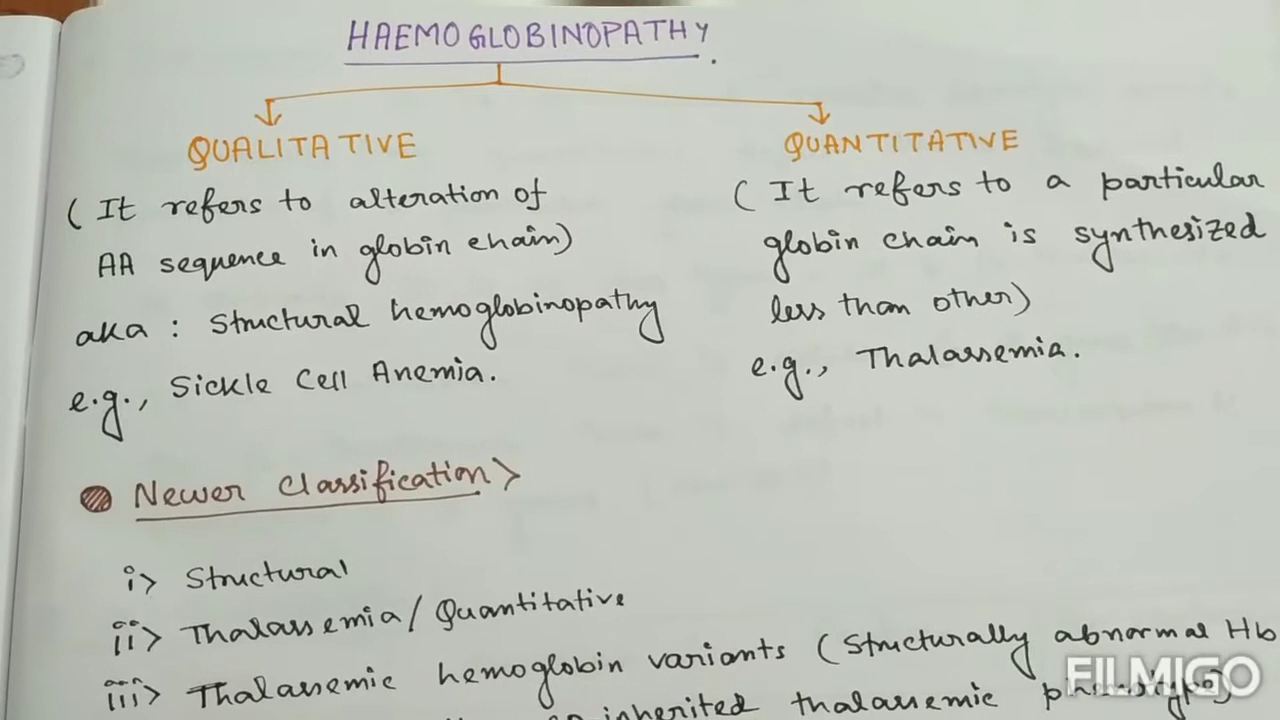 HAEMOGLOBINOPATHY.
QUALITATIVE
(It refers to alteration of
AA sequence in globin chain)
aka : Structural hemoglobinopathy
e.g., Sickle Cell Anemia.
QUANTITATIVE
(It refers to a particular
globin chain is synthesized
less than other)
e.g., Thalassemia.
Newer Classification>
i> Structural
ii> Thalassemia/Quantitative
iii> Thalassemic hemoglobin variants (Structurally abnormal Hb
inherited thalassemic phenotype)
FILMIGO